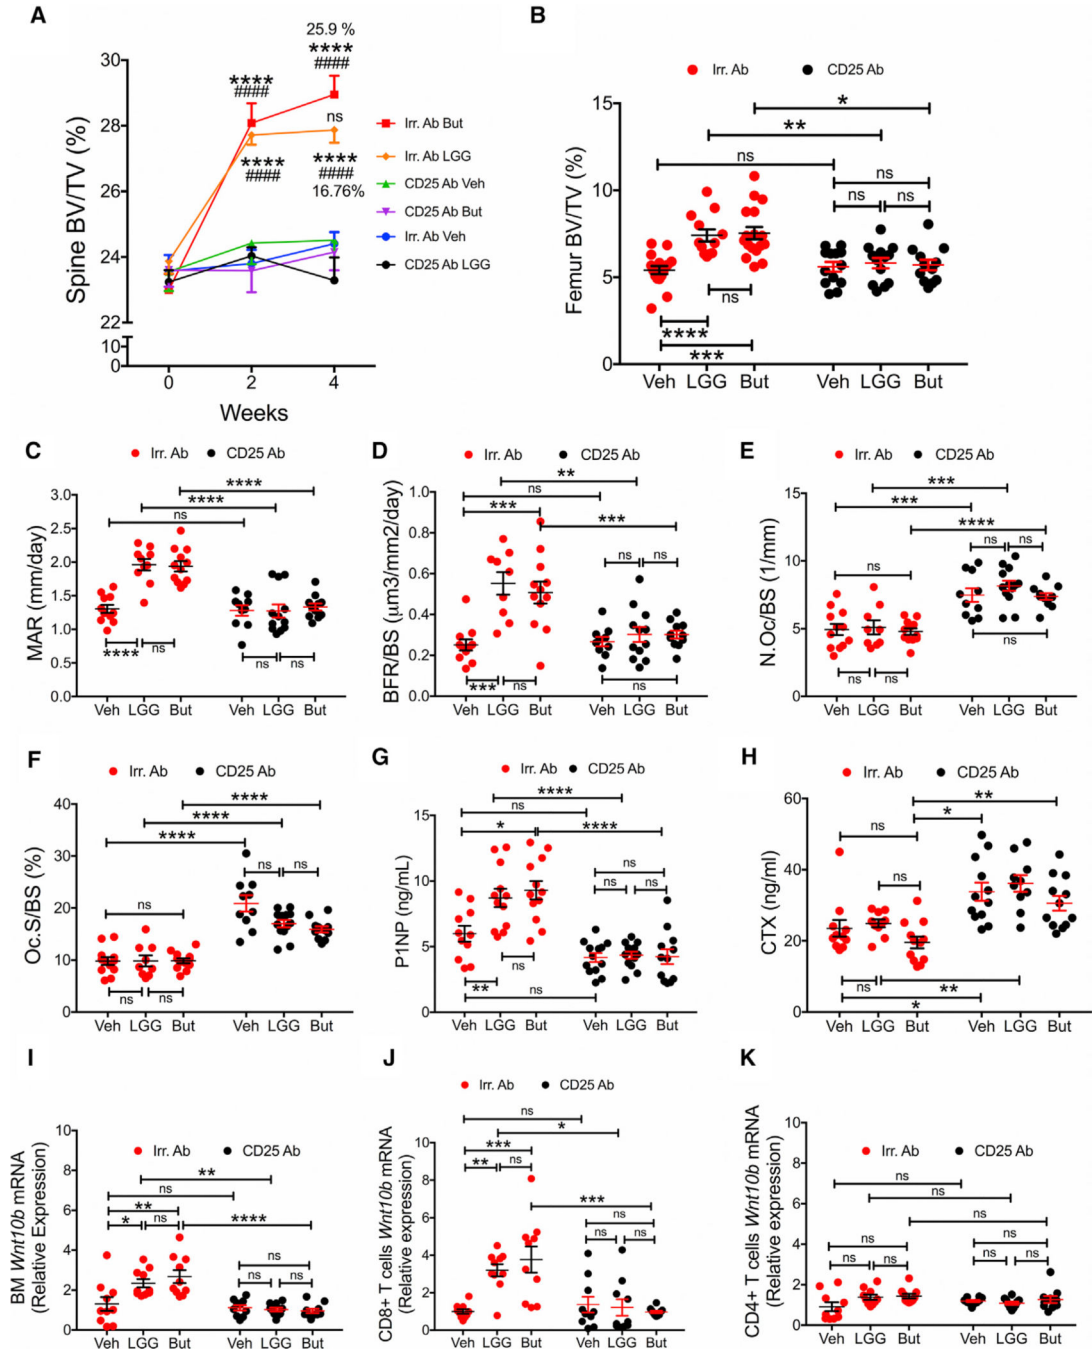 A
25.9 %
****
####
****
####
ns
****
####
****
####
16.76%
30
28
26
24
22
10
0
Spine BV/TV (%)
0 2 4
Weeks
Irr. Ab But
Irr. Ab LGG
CD25 Ab Veh
CD25 Ab But
Irr. Ab Veh
CD25 Ab LGG
B
Irr. Ab CD25 Ab
15
10
5
0
Femur BV/TV (%)
*
**
ns
ns
ns ns
ns
****
***
Veh LGG But Veh LGG But
C
Irr. Ab CD25 Ab
****
****
ns
3.0
2.5
2.0
1.5
1.0
0.5
0.0
MAR (mm/day)
**** ns
ns ns
Veh LGG But Veh LGG But
D
Irr. Ab CD25 Ab
**
ns
***
***
ns ns
1.0
0.8
0.6
0.4
0.2
0.0
BFR/BS (μm3/mm2/day)
*** ns
ns
Veh LGG But Veh LGG But
E
Irr. Ab CD25 Ab
***
***
****
ns ns
ns
15
10
5
0
N.Oc/BS (1/mm)
ns ns
ns
Veh LGG But Veh LGG But
F
Irr. Ab CD25 Ab
****
****
****
ns ns
ns
40
30
20
10
0
Oc.S/BS (%)
ns ns
Veh LGG But Veh LGG But
G
Irr. Ab CD25 Ab
****
ns
* ****
ns
ns ns
15
10
5
0
P1NP (ng/mL)
ns
**
ns
Veh LGG But Veh LGG But
H
Irr. Ab CD25 Ab
**
*
ns
ns
60
40
20
0
CTX (ng/ml)
ns **
*
Veh LGG But Veh LGG But
I
Irr. Ab CD25 Ab
**
ns
**
* ns ****
ns
ns ns
10
8
6
4
2
0
BM Wnt10b mRNA
(Relative Expression)
Veh LGG But Veh LGG But
J
Irr. Ab CD25 Ab
ns
*
***
** ns
***
ns
ns ns
10
8
6
4
2
0
CD8+ T cells Wnt10b mRNA
(Relative expression)
Veh LGG But Veh LGG But
K
Irr. Ab CD25 Ab
ns
ns
ns
ns ns
ns ns
ns ns
10
8
6
4
2
0
CD4+ T cells Wnt10b mRNA
(Relative expression)
Veh LGG But Veh LGG But